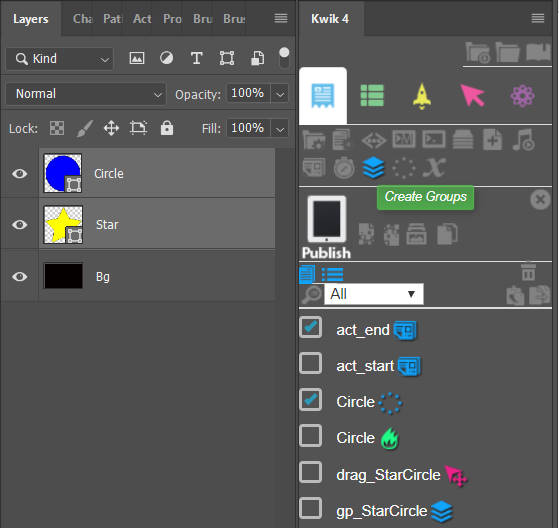 Layers Cha Pat Act Pro Bru Brus
Kind
Normal Opacity: 100%
Lock: Fill: 100%
Circle
Star
Bg
Kwik 4
Create Groups
Publish
All
act_end
act_start
Circle
Circle
drag_StarCircle
gp_StarCircle